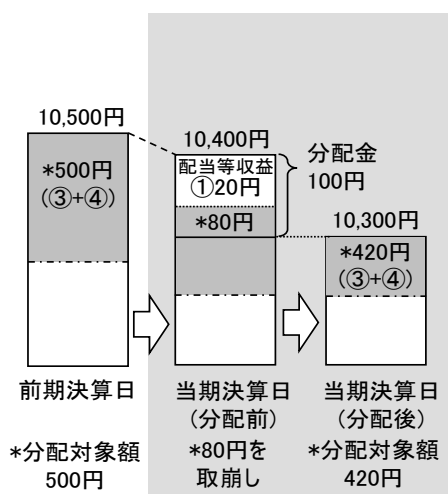 10,500円
*500円
(③+④)
前期決算日
*分配対象額
500円
10,400円
配当等収益
①20円
*80円
分配金
100円
当期決算日
(分配前)
*80円を
取崩し
10,300円
*420円
(③+④)
当期決算日
(分配後)
*分配対象額
420円